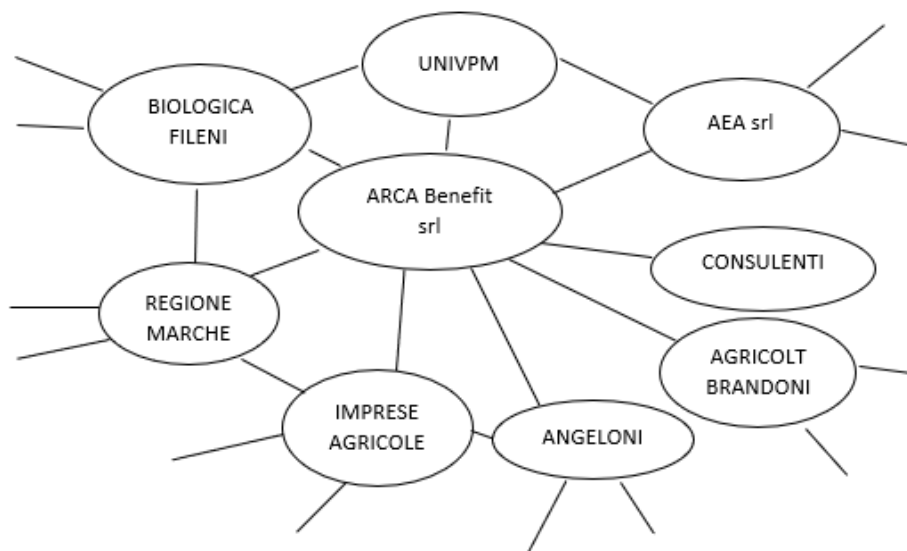 UNIVPM
BIOLOGICA
FILENI
AEA srl
ARCA Benefit
srl
CONSULENTI
REGIONE
MARCHE
AGRICOLT
BRANDONI
IMPRESE
AGRICOLE
ANGELONI